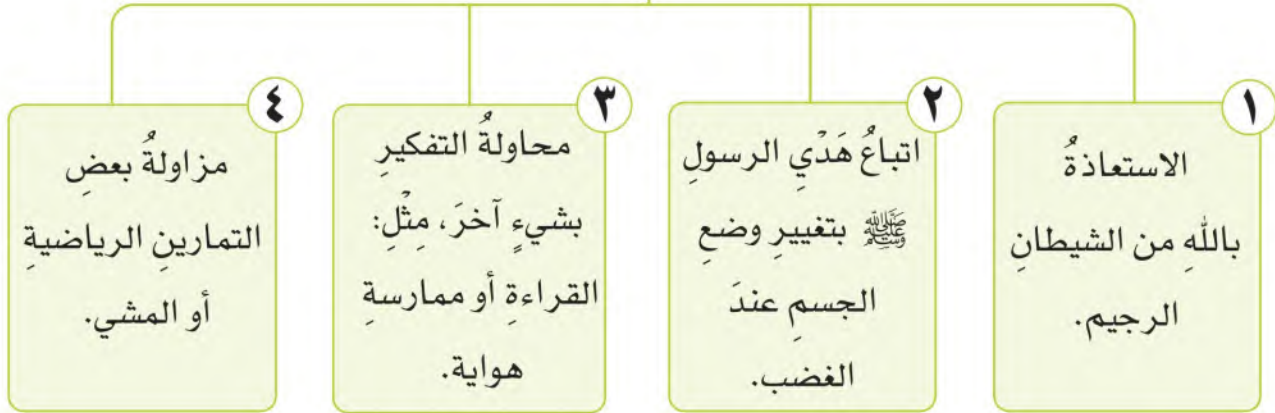 ١
الاستعاذةُ
باللهِ من الشيطانِ
الرجيم.
٢
اتباعُ هَدْيِ الرسولِ
ﷺ بتغييرِ وضعِ
الجسمِ عندَ
الغضب.
٣
محاولةُ التفكيرِ
بشيءٍ آخرَ، مِثْلِ:
القراءةِ أو ممارسةِ
هواية.
٤
مزاولةُ بعضِ
التمارينِ الرياضيةِ
أو المشي.